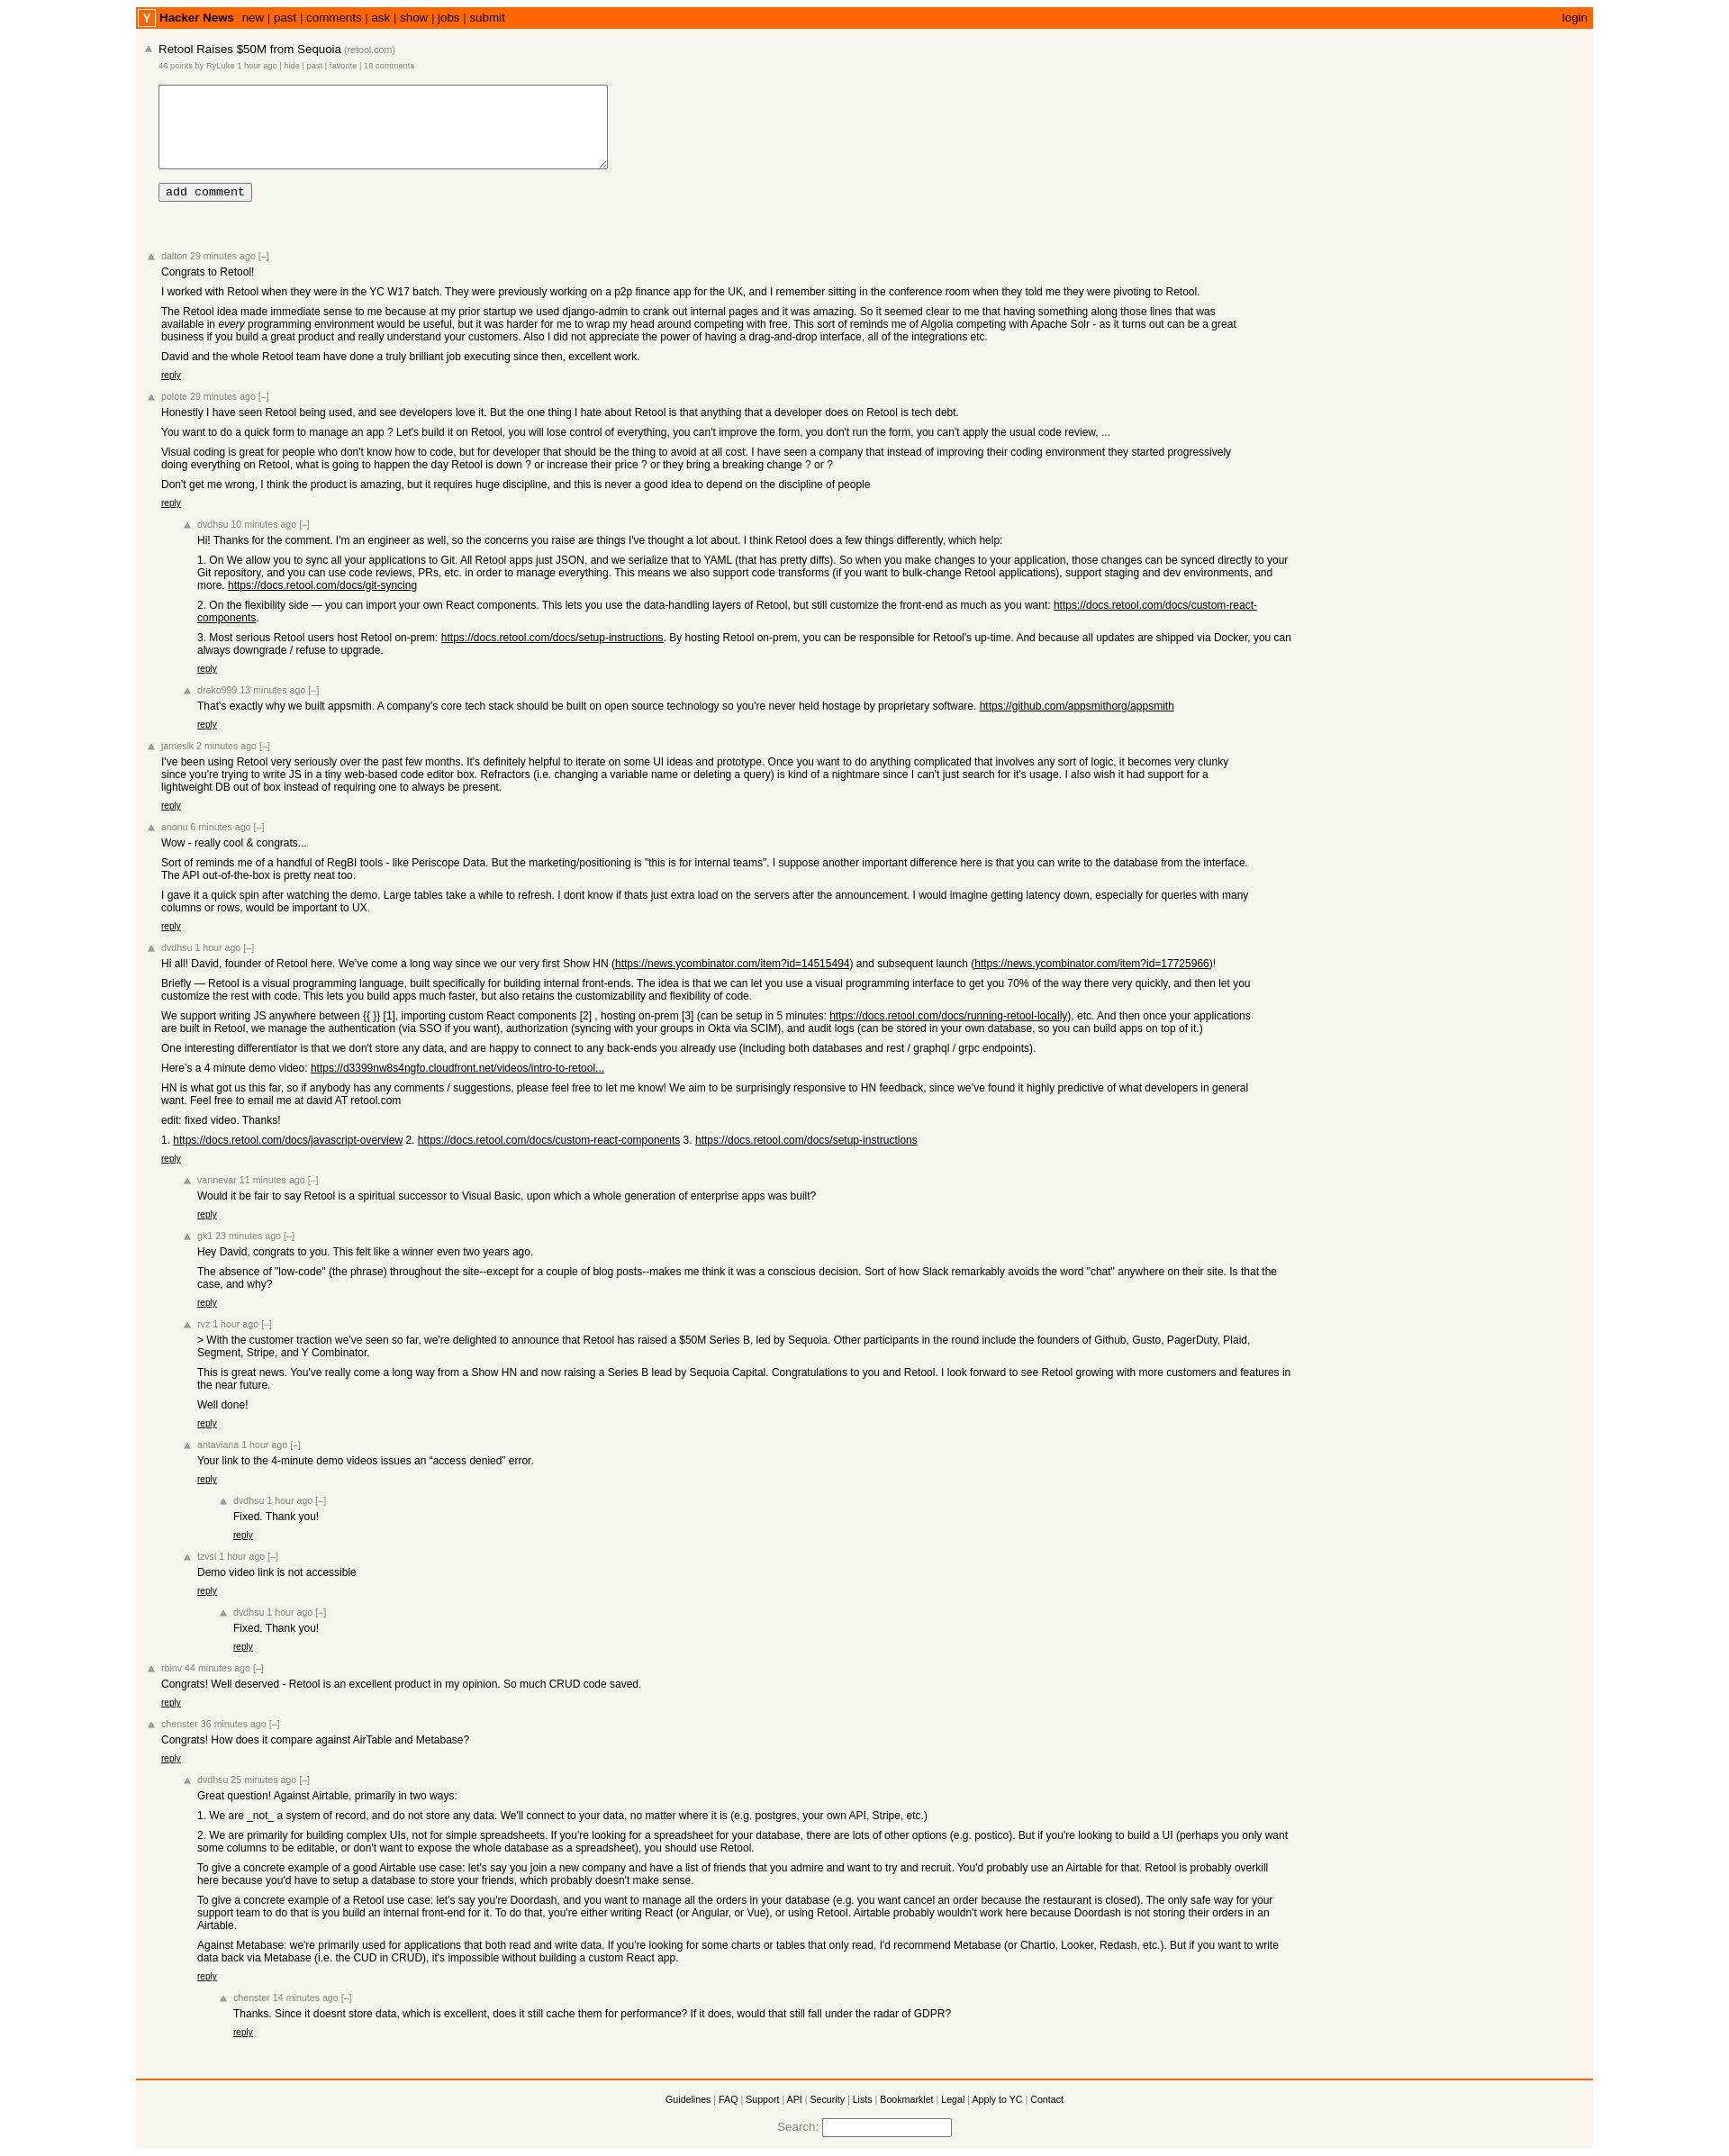 Y Hacker News new | past | comments | ask | show | jobs | submit login
Retool Raises $50M from Sequoia (retool.com)
46 points by RyLuke 1 hour ago | hide | past | favorite | 18 comments
add comment
dalton 29 minutes ago [–]
Congrats to Retool!
I worked with Retool when they were in the YC W17 batch. They were previously working on a p2p finance app for the UK, and I remember sitting in the conference room when they told me they were pivoting to Retool.
The Retool idea made immediate sense to me because at my prior startup we used django-admin to crank out internal pages and it was amazing. So it seemed clear to me that having something along those lines that was
available in every programming environment would be useful, but it was harder for me to wrap my head around competing with free. This sort of reminds me of Algolia competing with Apache Solr - as it turns out can be a great
business if you build a great product and really understand your customers. Also I did not appreciate the power of having a drag-and-drop interface, all of the integrations etc.
David and the whole Retool team have done a truly brilliant job executing since then, excellent work.
reply
polote 29 minutes ago [–]
Honestly I have seen Retool being used, and see developers love it. But the one thing I hate about Retool is that anything that a developer does on Retool is tech debt.
You want to do a quick form to manage an app ? Let's build it on Retool, you will lose control of everything, you can't improve the form, you don't run the form, you can't apply the usual code review, ...
Visual coding is great for people who don't know how to code, but for developer that should be the thing to avoid at all cost. I have seen a company that instead of improving their coding environment they started progressively
doing everything on Retool, what is going to happen the day Retool is down ? or increase their price ? or they bring a breaking change ? or ?
Don't get me wrong, I think the product is amazing, but it requires huge discipline, and this is never a good idea to depend on the discipline of people
reply
dvdhsu 10 minutes ago [–]
Hi! Thanks for the comment. I'm an engineer as well, so the concerns you raise are things I've thought a lot about. I think Retool does a few things differently, which help:
1. On We allow you to sync all your applications to Git. All Retool apps just JSON, and we serialize that to YAML (that has pretty diffs). So when you make changes to your application, those changes can be synced directly to your
Git repository, and you can use code reviews, PRs, etc. in order to manage everything. This means we also support code transforms (if you want to bulk-change Retool applications), support staging and dev environments, and
more. https://docs.retool.com/docs/git-syncing
2. On the flexibility side — you can import your own React components. This lets you use the data-handling layers of Retool, but still customize the front-end as much as you want: https://docs.retool.com/docs/custom-react-
components.
3. Most serious Retool users host Retool on-prem: https://docs.retool.com/docs/setup-instructions. By hosting Retool on-prem, you can be responsible for Retool's up-time. And because all updates are shipped via Docker, you can
always downgrade / refuse to upgrade.
reply
drako999 13 minutes ago [–]
That's exactly why we built appsmith. A company's core tech stack should be built on open source technology so you're never held hostage by proprietary software. https://github.com/appsmithorg/appsmith
reply
jameslk 2 minutes ago [–]
I've been using Retool very seriously over the past few months. It's definitely helpful to iterate on some UI ideas and prototype. Once you want to do anything complicated that involves any sort of logic, it becomes very clunky
since you're trying to write JS in a tiny web-based code editor box. Refractors (i.e. changing a variable name or deleting a query) is kind of a nightmare since I can't just search for it's usage. I also wish it had support for a
lightweight DB out of box instead of requiring one to always be present.
reply
anonu 6 minutes ago [–]
Wow - really cool & congrats...
Sort of reminds me of a handful of RegBI tools - like Periscope Data. But the marketing/positioning is "this is for internal teams". I suppose another important difference here is that you can write to the database from the interface.
The API out-of-the-box is pretty neat too.
I gave it a quick spin after watching the demo. Large tables take a while to refresh. I dont know if thats just extra load on the servers after the announcement. I would imagine getting latency down, especially for queries with many
columns or rows, would be important to UX.
reply
dvdhsu 1 hour ago [–]
Hi all! David, founder of Retool here. We've come a long way since we our very first Show HN (https://news.ycombinator.com/item?id=14515494) and subsequent launch (https://news.ycombinator.com/item?id=17725966)!
Briefly — Retool is a visual programming language, built specifically for building internal front-ends. The idea is that we can let you use a visual programming interface to get you 70% of the way there very quickly, and then let you
customize the rest with code. This lets you build apps much faster, but also retains the customizability and flexibility of code.
We support writing JS anywhere between {{ }} [1], importing custom React components [2] , hosting on-prem [3] (can be setup in 5 minutes: https://docs.retool.com/docs/running-retool-locally), etc. And then once your applications
are built in Retool, we manage the authentication (via SSO if you want), authorization (syncing with your groups in Okta via SCIM), and audit logs (can be stored in your own database, so you can build apps on top of it.)
One interesting differentiator is that we don't store any data, and are happy to connect to any back-ends you already use (including both databases and rest / graphql / grpc endpoints).
Here's a 4 minute demo video: https://d3399nw8s4ngfo.cloudfront.net/videos/intro-to-retool...
HN is what got us this far, so if anybody has any comments / suggestions, please feel free to let me know! We aim to be surprisingly responsive to HN feedback, since we've found it highly predictive of what developers in general
want. Feel free to email me at david AT retool.com
edit: fixed video. Thanks!
1. https://docs.retool.com/docs/javascript-overview 2. https://docs.retool.com/docs/custom-react-components 3. https://docs.retool.com/docs/setup-instructions
reply
vannevar 11 minutes ago [–]
Would it be fair to say Retool is a spiritual successor to Visual Basic, upon which a whole generation of enterprise apps was built?
reply
gk1 23 minutes ago [–]
Hey David, congrats to you. This felt like a winner even two years ago.
The absence of "low-code" (the phrase) throughout the site--except for a couple of blog posts--makes me think it was a conscious decision. Sort of how Slack remarkably avoids the word "chat" anywhere on their site. Is that the
case, and why?
reply
rvz 1 hour ago [–]
> With the customer traction we've seen so far, we're delighted to announce that Retool has raised a $50M Series B, led by Sequoia. Other participants in the round include the founders of Github, Gusto, PagerDuty, Plaid,
Segment, Stripe, and Y Combinator.
This is great news. You've really come a long way from a Show HN and now raising a Series B lead by Sequoia Capital. Congratulations to you and Retool. I look forward to see Retool growing with more customers and features in
the near future.
Well done!
reply
antaviana 1 hour ago [–]
Your link to the 4-minute demo videos issues an “access denied” error.
reply
dvdhsu 1 hour ago [–]
Fixed. Thank you!
reply
tzvsi 1 hour ago [–]
Demo video link is not accessible
reply
dvdhsu 1 hour ago [–]
Fixed. Thank you!
reply
rbinv 44 minutes ago [–]
Congrats! Well deserved - Retool is an excellent product in my opinion. So much CRUD code saved.
reply
chenster 36 minutes ago [–]
Congrats! How does it compare against AirTable and Metabase?
reply
dvdhsu 25 minutes ago [–]
Great question! Against Airtable, primarily in two ways:
1. We are _not_ a system of record, and do not store any data. We'll connect to your data, no matter where it is (e.g. postgres, your own API, Stripe, etc.)
2. We are primarily for building complex UIs, not for simple spreadsheets. If you're looking for a spreadsheet for your database, there are lots of other options (e.g. postico). But if you're looking to build a UI (perhaps you only want
some columns to be editable, or don't want to expose the whole database as a spreadsheet), you should use Retool.
To give a concrete example of a good Airtable use case: let's say you join a new company and have a list of friends that you admire and want to try and recruit. You'd probably use an Airtable for that. Retool is probably overkill
here because you'd have to setup a database to store your friends, which probably doesn't make sense.
To give a concrete example of a Retool use case: let's say you're Doordash, and you want to manage all the orders in your database (e.g. you want cancel an order because the restaurant is closed). The only safe way for your
support team to do that is you build an internal front-end for it. To do that, you're either writing React (or Angular, or Vue), or using Retool. Airtable probably wouldn't work here because Doordash is not storing their orders in an
Airtable.
Against Metabase: we're primarily used for applications that both read and write data. If you're looking for some charts or tables that only read, I'd recommend Metabase (or Chartio, Looker, Redash, etc.). But if you want to write
data back via Metabase (i.e. the CUD in CRUD), it's impossible without building a custom React app.
reply
chenster 14 minutes ago [–]
Thanks. Since it doesnt store data, which is excellent, does it still cache them for performance? If it does, would that still fall under the radar of GDPR?
reply
Guidelines | FAQ | Support | API | Security | Lists | Bookmarklet | Legal | Apply to YC | Contact
Search: